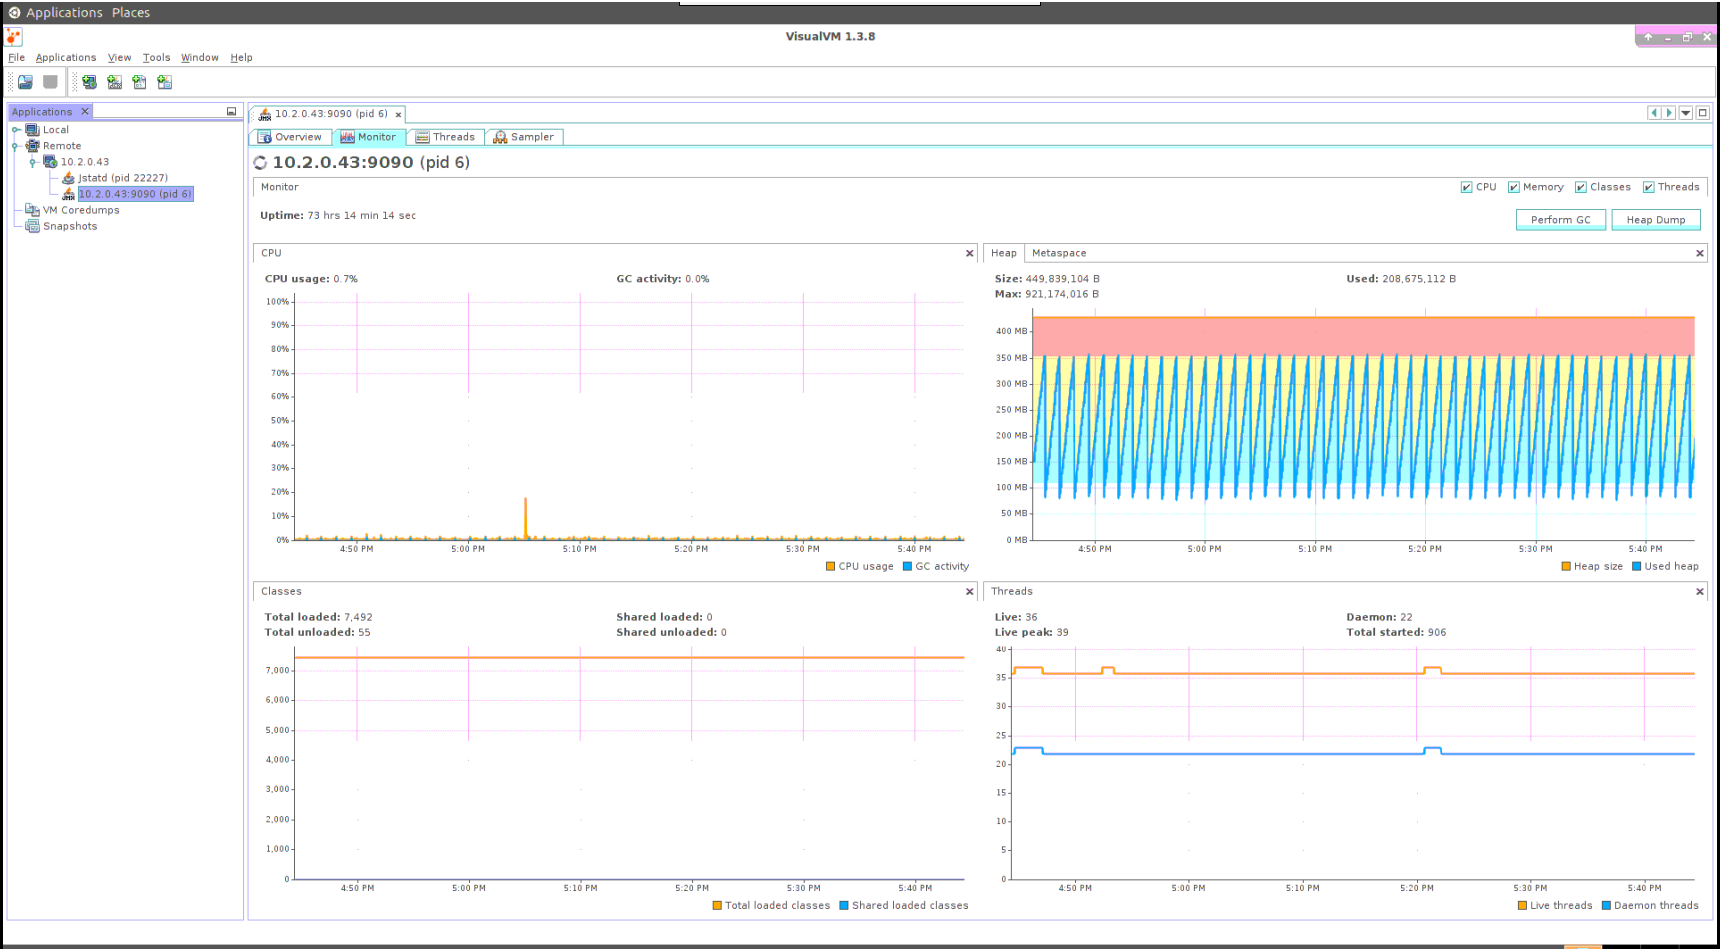 Applications Places
VisualVM 1.3.8
File Applications View Tools Window Help
Applications
Local
Remote
10.2.0.43
Jstatd (pid 22227)
10.2.0.43:9090 (pid 6)
VM Coredumps
Snapshots
10.2.0.43:9090 (pid 6)
Overview Monitor Threads Sampler
10.2.0.43:9090 (pid 6)
Monitor
CPU Memory Classes Threads
Uptime: 73 hrs 14 min 14 sec
Perform GC Heap Dump
CPU
CPU usage: 0.7% GC activity: 0.0%
100%
90%
80%
70%
60%
50%
40%
30%
20%
10%
0%
4:50 PM 5:00 PM 5:10 PM 5:20 PM 5:30 PM 5:40 PM
CPU usage GC activity
Heap Metaspace
Size: 449,839,104 B Used: 208,675,112 B
Max: 921,174,016 B
400 MB
350 MB
300 MB
250 MB
200 MB
150 MB
100 MB
50 MB
0 MB
4:50 PM 5:00 PM 5:10 PM 5:20 PM 5:30 PM 5:40 PM
Heap size Used heap
Classes
Total loaded: 7,492 Shared loaded: 0
Total unloaded: 55 Shared unloaded: 0
7,000
6,000
5,000
4,000
3,000
2,000
1,000
0
4:50 PM 5:00 PM 5:10 PM 5:20 PM 5:30 PM 5:40 PM
Total loaded classes Shared loaded classes
Threads
Live: 36 Daemon: 22
Live peak: 39 Total started: 906
40
35
30
25
20
15
10
5
0
4:50 PM 5:00 PM 5:10 PM 5:20 PM 5:30 PM 5:40 PM
Live threads Daemon threads